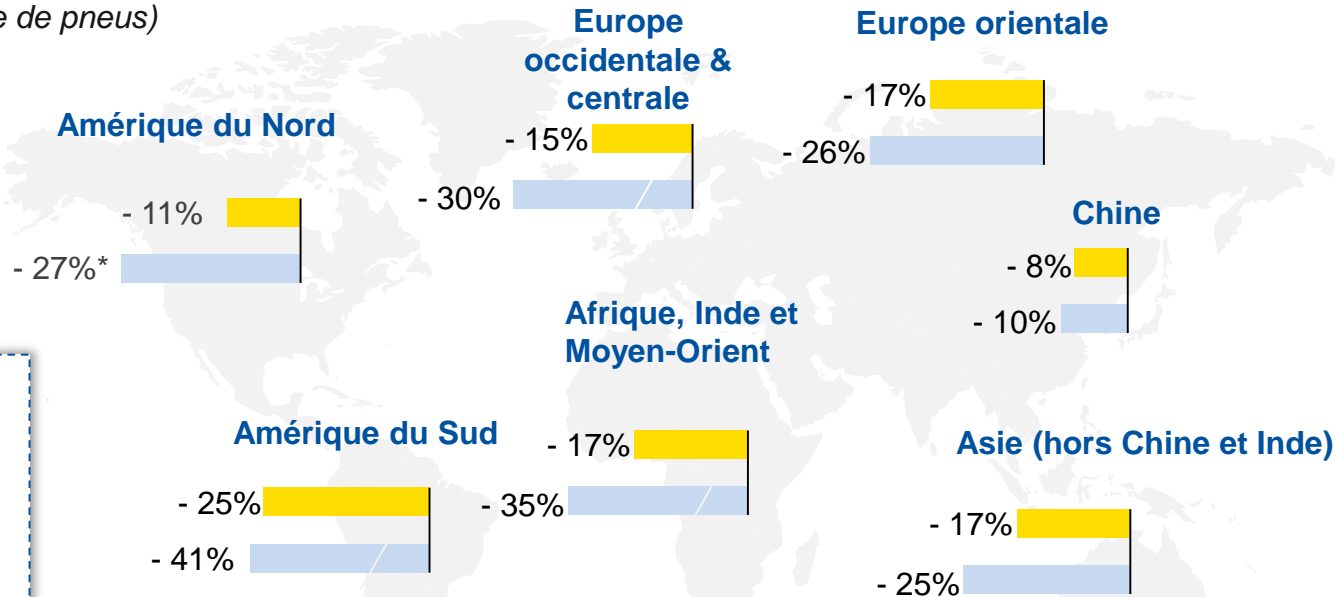 de pneus)
Europe
occidentale &
centrale
- 15%
- 30%
Europe orientale
- 17%
- 26%
Amérique du Nord
- 11%
- 27%*
Chine
- 8%
- 10%
Afrique, Inde et
Moyen-Orient
- 17%
- 35%
Amérique du Sud
- 25%
- 41%
Asie (hors Chine et Inde)
- 17%
- 25%